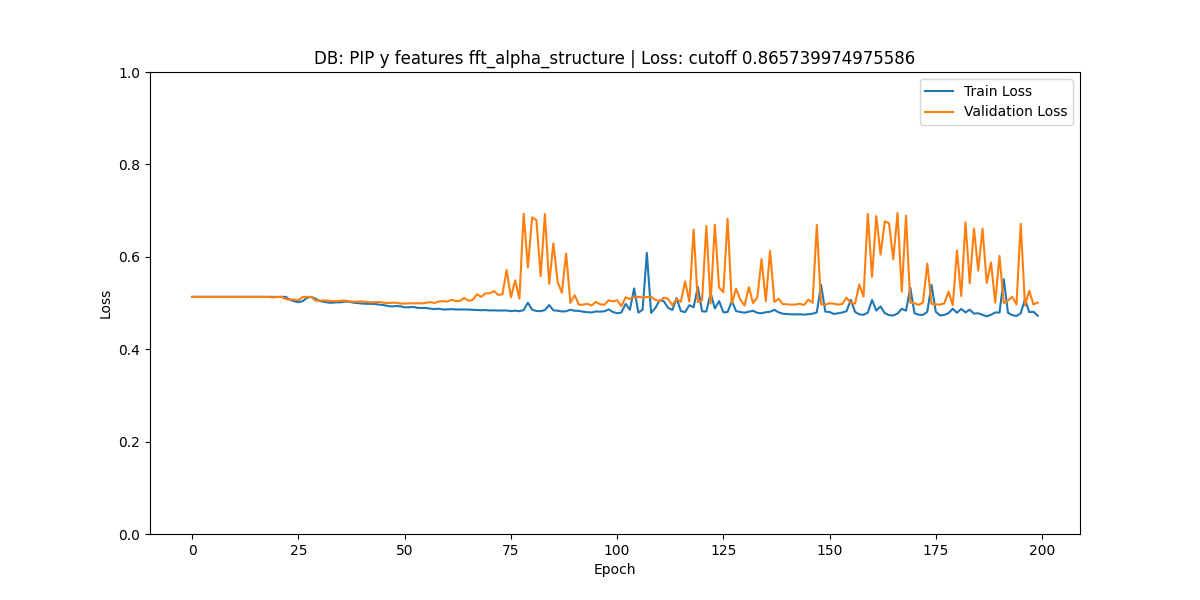 DB: PIP y features fft_alpha_structure | Loss: cutoff 0.865739974975586
Train Loss
Validation Loss
1.0
0.8
0.6
0.4
0.2
0.0
Loss
0 25 50 75 100 125 150 175 200
Epoch